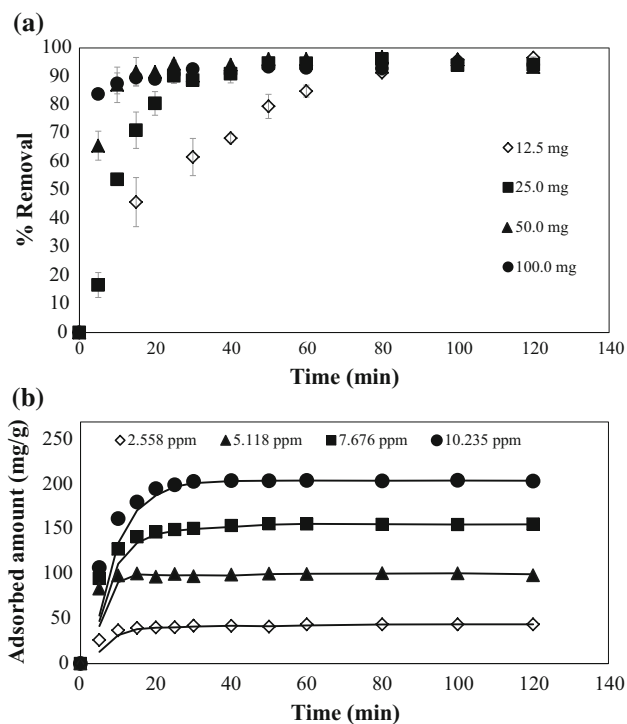 (a)
100
90
80
70
60
50
40
30
20
10
0
% Removal
12.5 mg
25.0 mg
50.0 mg
100.0 mg
0 20 40 60 80 100 120 140
Time (min)
(b)
250
200
150
100
50
0
Adsorbed amount (mg/g)
2.558 ppm 5.118 ppm 7.676 ppm 10.235 ppm
0 20 40 60 80 100 120 140
Time (min)